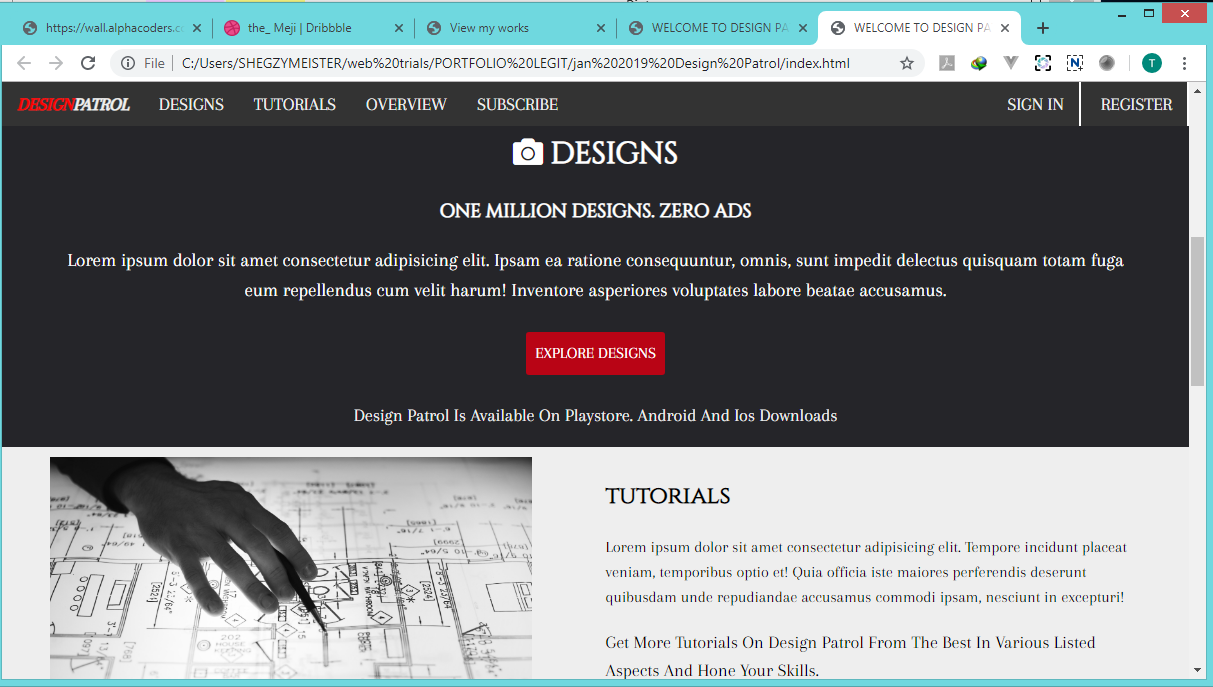 https://wall.alphacoders.c
the_ Meji | Dribbble
View my works
WELCOME TO DESIGN PA
WELCOME TO DESIGN PA
File
C:/Users/SHEGZYMEISTER/web%20trials/PORTFOLIO%20LEGIT/jan%202019%20Design%20Patrol/index.html
T
DESIGNPATROL DESIGNS TUTORIALS OVERVIEW SUBSCRIBE SIGN IN REGISTER
DESIGNS
ONE MILLION DESIGNS. ZERO ADS
Lorem ipsum dolor sit amet consectetur adipisicing elit. Ipsam ea ratione consequuntur, omnis, sunt impedit delectus quisquam totam fuga
eum repellendus cum velit harum! Inventore asperiores voluptates labore beatae accusamus.
EXPLORE DESIGNS
Design Patrol Is Available On Playstore. Android And Ios Downloads
TUTORIALS
Lorem ipsum dolor sit amet consectetur adipisicing elit. Tempore incidunt placeat
veniam, temporibus optio et! Quia officia iste maiores perferendis deserunt
quibusdam unde repudiandae accusamus commodi ipsam, nesciunt in excepturi!
Get More Tutorials On Design Patrol From The Best In Various Listed
Aspects And Hone Your Skills.